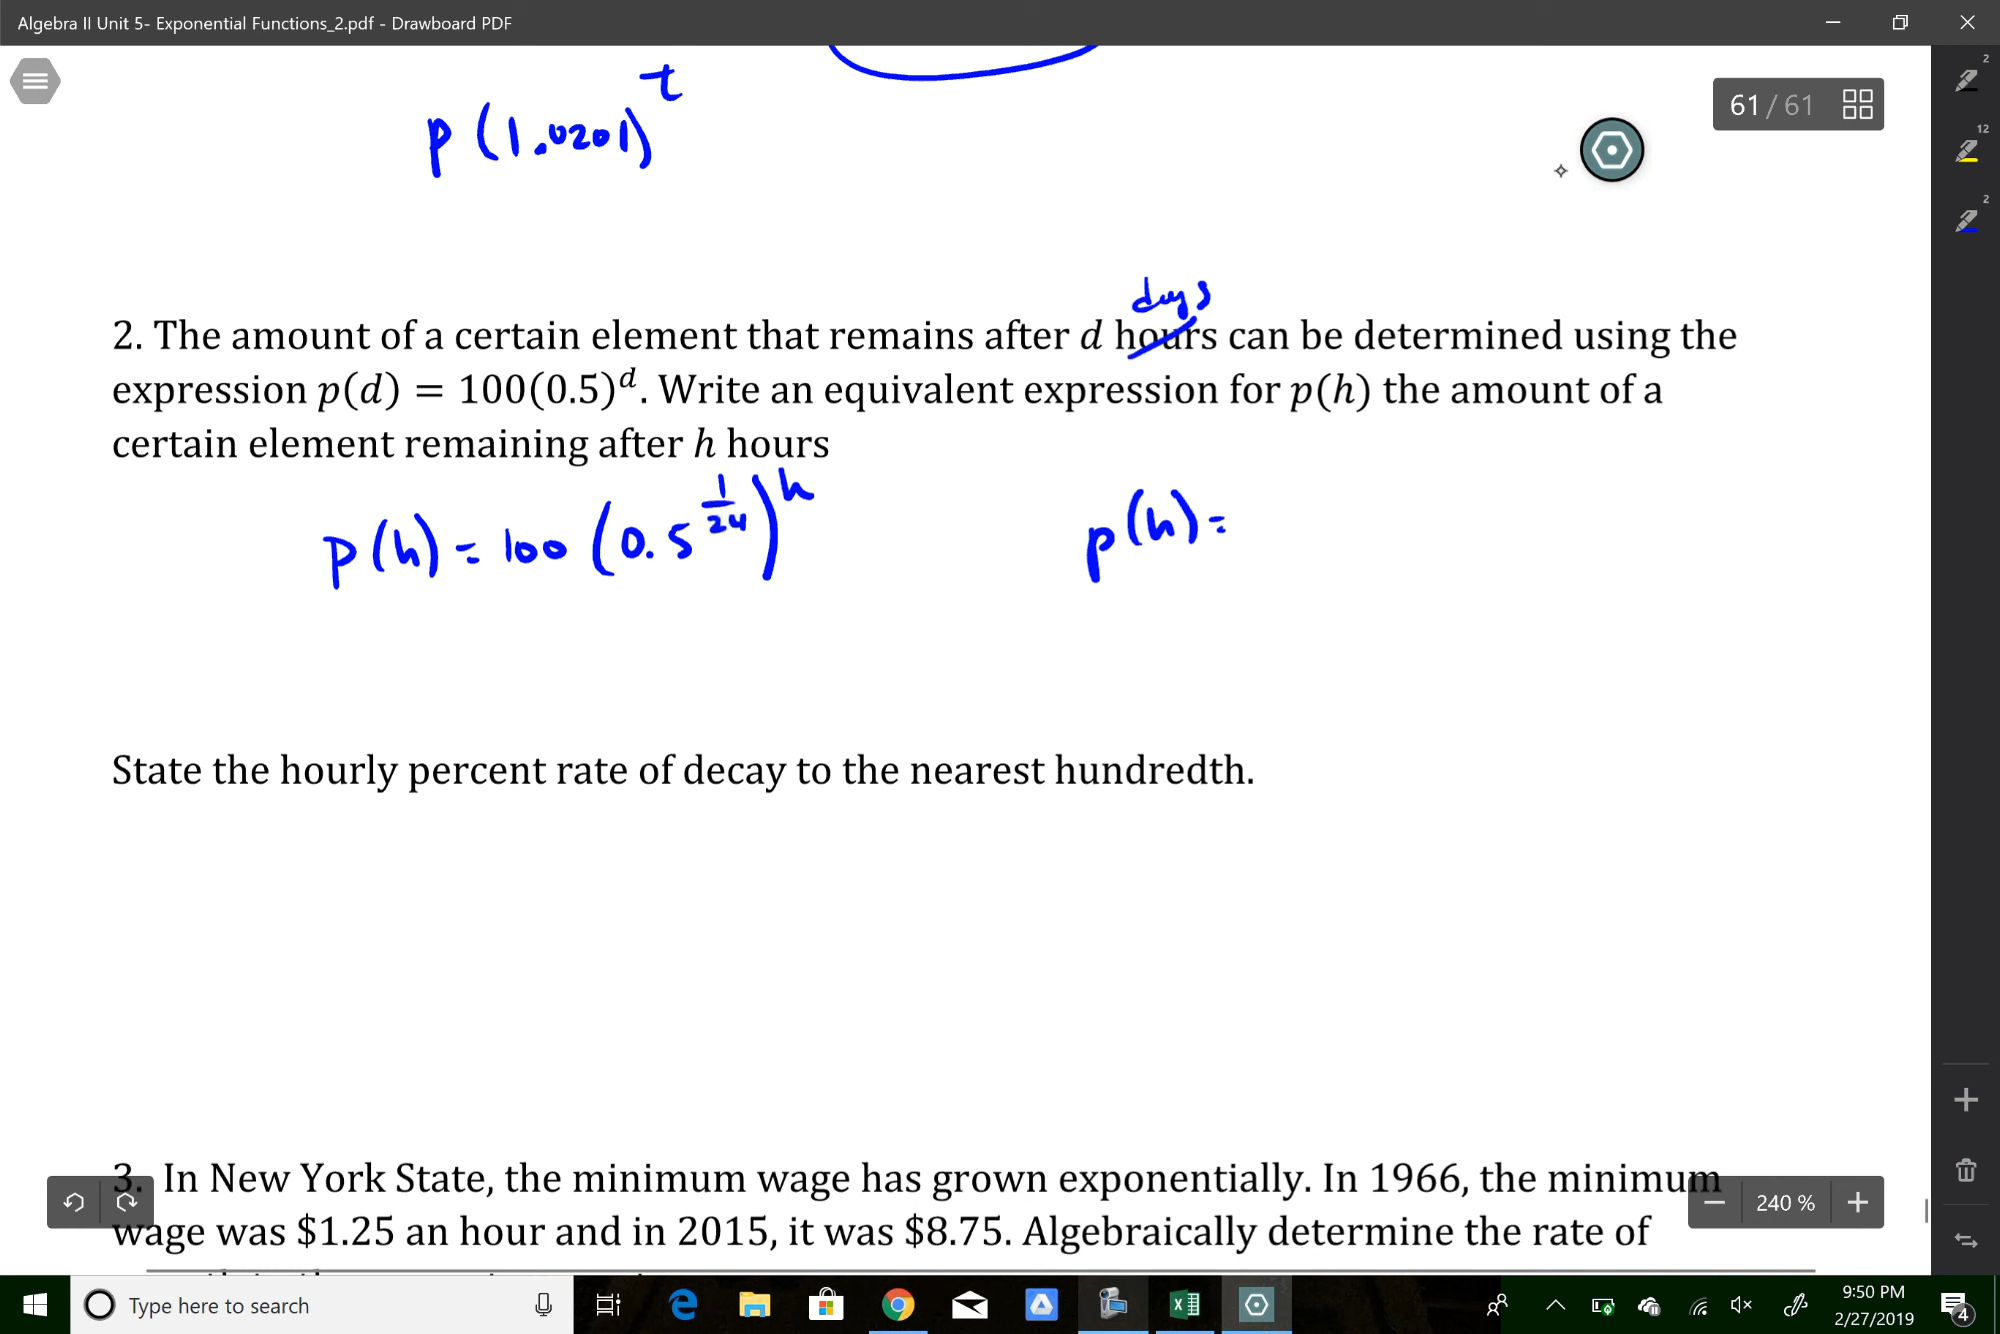 Algebra II Unit 5- Exponential Functions_2.pdf - Drawboard PDF
2
61 / 61
12
2
p(1.0201)^t
days
2. The amount of a certain element that remains after d hours can be determined using the
expression p(d) = 100(0.5)^d. Write an equivalent expression for p(h) the amount of a
certain element remaining after h hours
p(h) = 100 (0.5^(1/24))^h
p(h) =
State the hourly percent rate of decay to the nearest hundredth.
3. In New York State, the minimum wage has grown exponentially. In 1966, the minimum
wage was $1.25 an hour and in 2015, it was $8.75. Algebraically determine the rate of
240 %
Type here to search
9:50 PM
2/27/2019
4